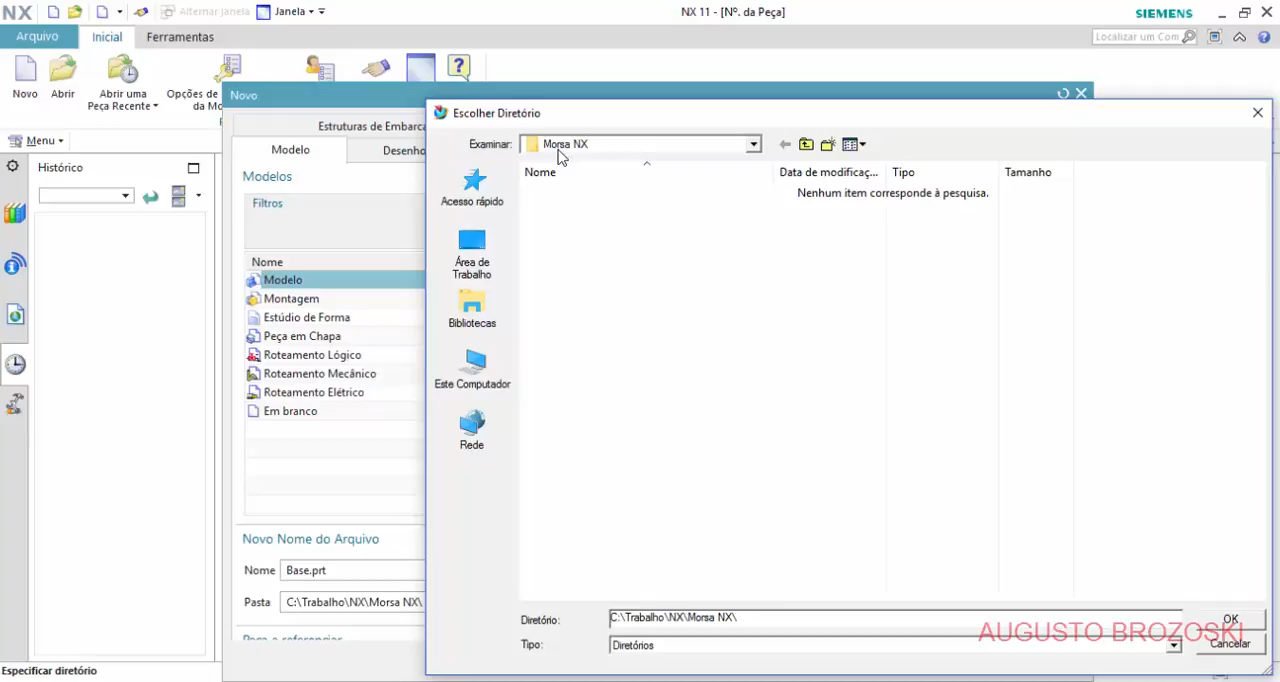 NX
Alternar Janela
Janela
NX 11 - [Nº. da Peça]
SIEMENS
Arquivo
Inicial
Ferramentas
Localizar um Com
Novo
Abrir
Abrir uma
Peça Recente
Opções de
da Mo
Menu
Histórico
Novo
Estruturas de Embarca
Modelo
Desenho
Modelos
Filtros
Nome
Modelo
Montagem
Estúdio de Forma
Peça em Chapa
Roteamento Lógico
Roteamento Mecânico
Roteamento Elétrico
Em branco
Novo Nome do Arquivo
Nome Base.prt
Pasta C:\Trabalho\NX\Morsa NX\
Peça a referenciar
Escolher Diretório
Examinar: Morsa NX
Nome
Data de modificaç...
Tipo
Tamanho
Nenhum item corresponde à pesquisa.
Acesso rápido
Área de
Trabalho
Bibliotecas
Este Computador
Rede
Diretório: C:\Trabalho\NX\Morsa NX\
OK
Tipo: Diretórios
Cancelar
AUGUSTO BROZOSKI
Especificar diretório